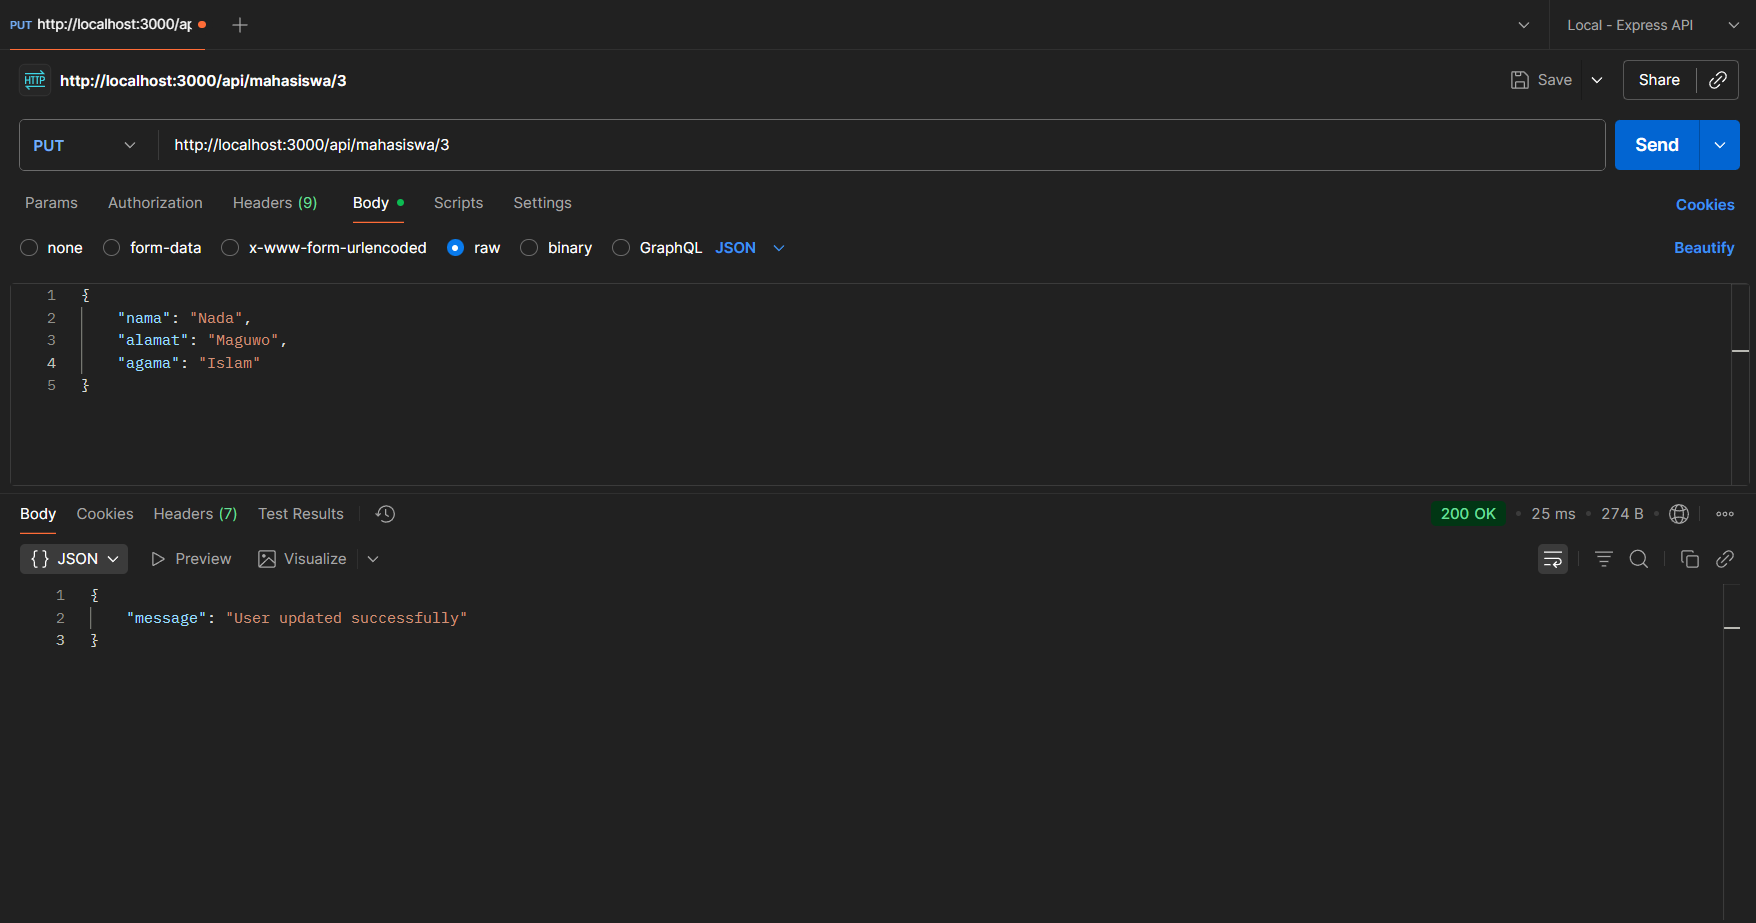 PUT http://localhost:3000/ap
Local - Express API
HTTP http://localhost:3000/api/mahasiswa/3
Save
Share
PUT http://localhost:3000/api/mahasiswa/3
Send
Params Authorization Headers (9) Body Scripts Settings
Cookies
none form-data x-www-form-urlencoded raw binary GraphQL JSON
Beautify
1 {
2 "nama": "Nada",
3 "alamat": "Maguwo",
4 "agama": "Islam"
5 }
Body Cookies Headers (7) Test Results
200 OK • 25 ms • 274 B •
{} JSON Preview Visualize
1 {
2 "message": "User updated successfully"
3 }